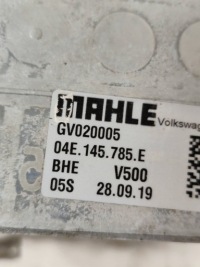 MAHLE
Volkswag
GV020005
04E.145.785.E
BHE V500
05S 28.09.19